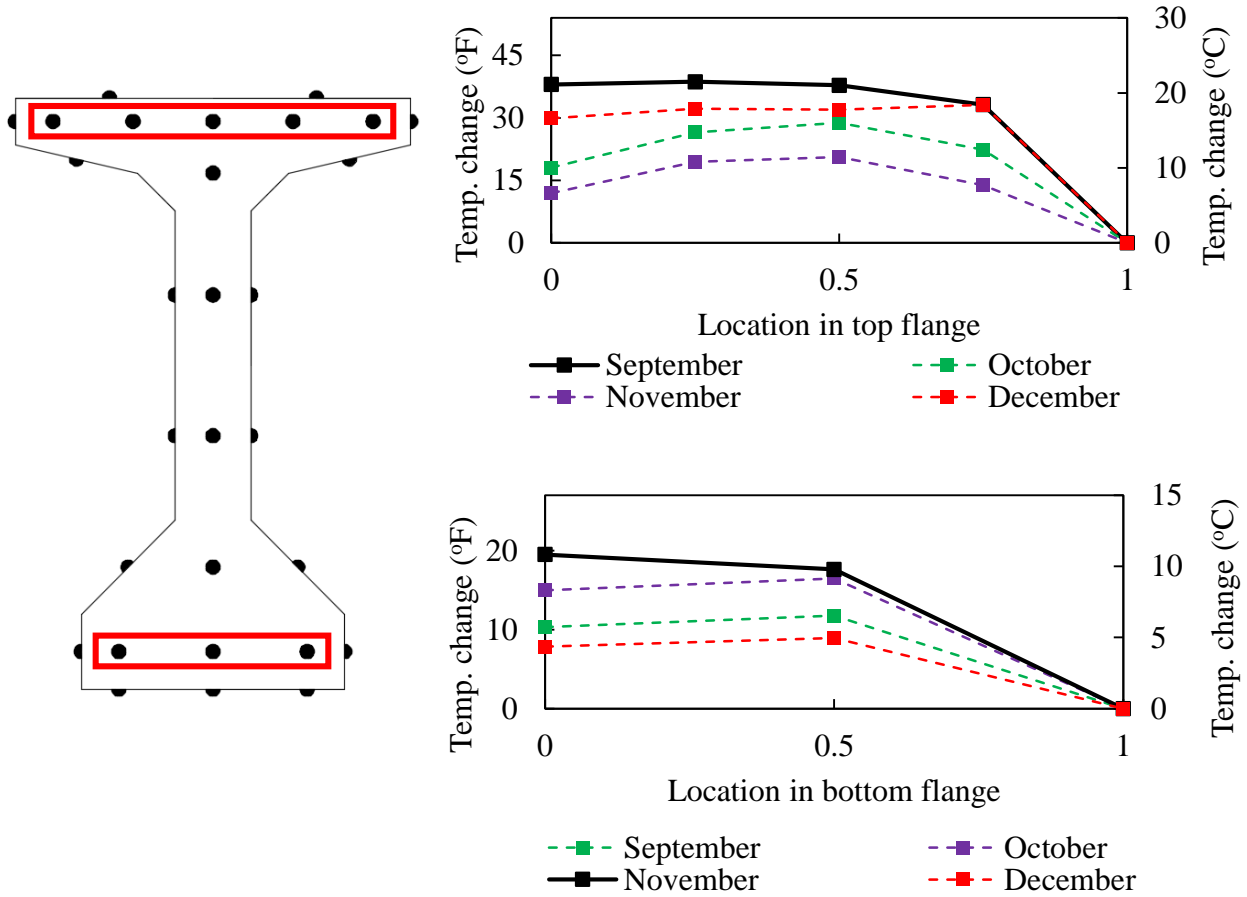 Temp. change (ºF)
45
30
15
0
30
20
10
0
Temp. change (ºC)
0
0.5
1
Location in top flange
September
October
November
December
Temp. change (ºF)
20
10
0
15
10
5
0
Temp. change (ºC)
0
0.5
1
Location in bottom flange
September
October
November
December